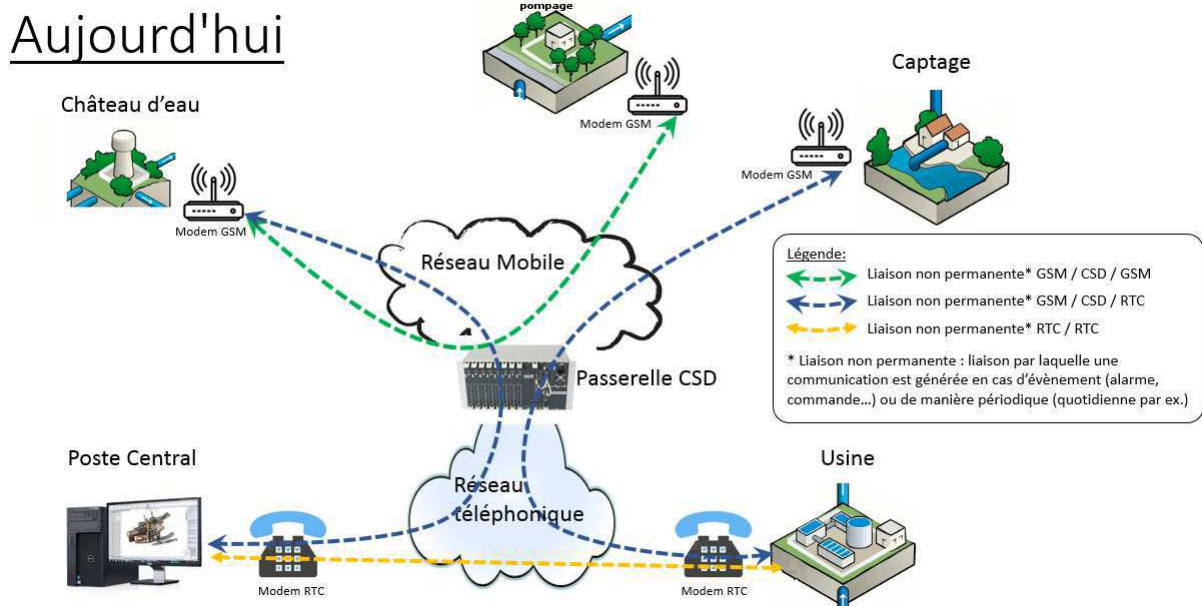 Aujourd'hui
pompage
Captage
Château d'eau
Modem GSM
Modem GSM
Modem GSM
Réseau Mobile
Légende:
Liaison non permanente* GSM / CSD / GSM
Liaison non permanente* GSM / CSD / RTC
Liaison non permanente* RTC / RTC
* Liaison non permanente : liaison par laquelle une
communication est générée en cas d'évènement (alarme,
commande...) ou de manière périodique (quotidienne par ex.)
Passerelle CSD
Poste Central
Usine
Réseau
téléphonique
Modem RTC
Modem RTC